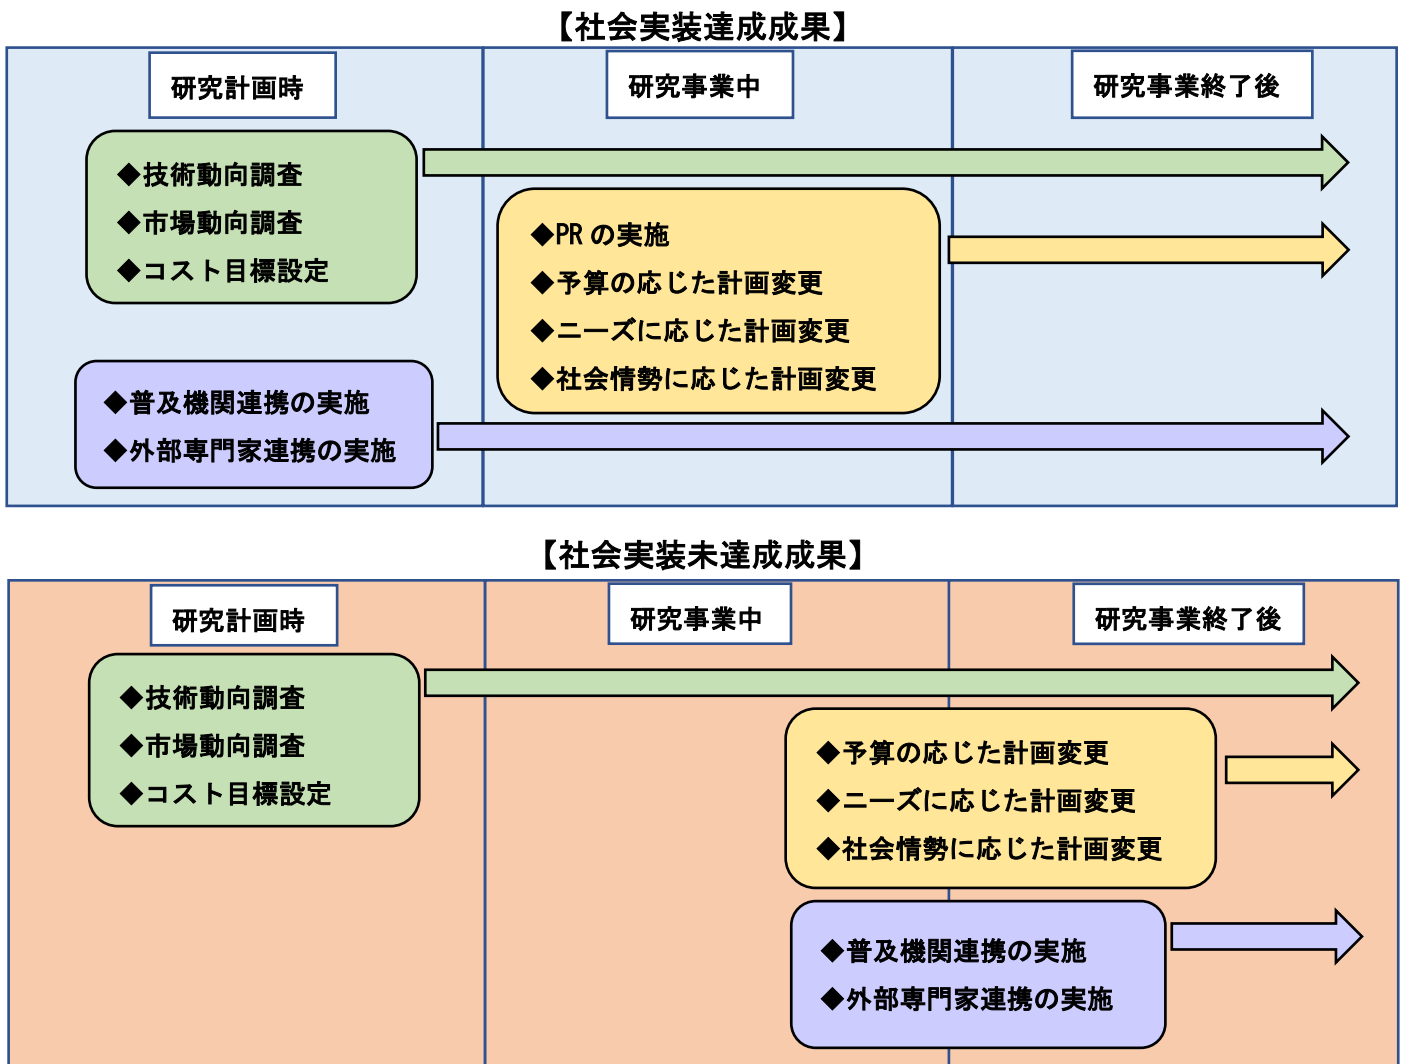 【社会実装達成成果】
研究計画時
研究事業中
研究事業終了後
◆技術動向調査
◆市場動向調査
◆コスト目標設定
◆PRの実施
◆予算の応じた計画変更
◆ニーズに応じた計画変更
◆社会情勢に応じた計画変更
◆普及機関連携の実施
◆外部専門家連携の実施
【社会実装未達成成果】
研究計画時
研究事業中
研究事業終了後
◆技術動向調査
◆市場動向調査
◆コスト目標設定
◆予算の応じた計画変更
◆ニーズに応じた計画変更
◆社会情勢に応じた計画変更
◆普及機関連携の実施
◆外部専門家連携の実施